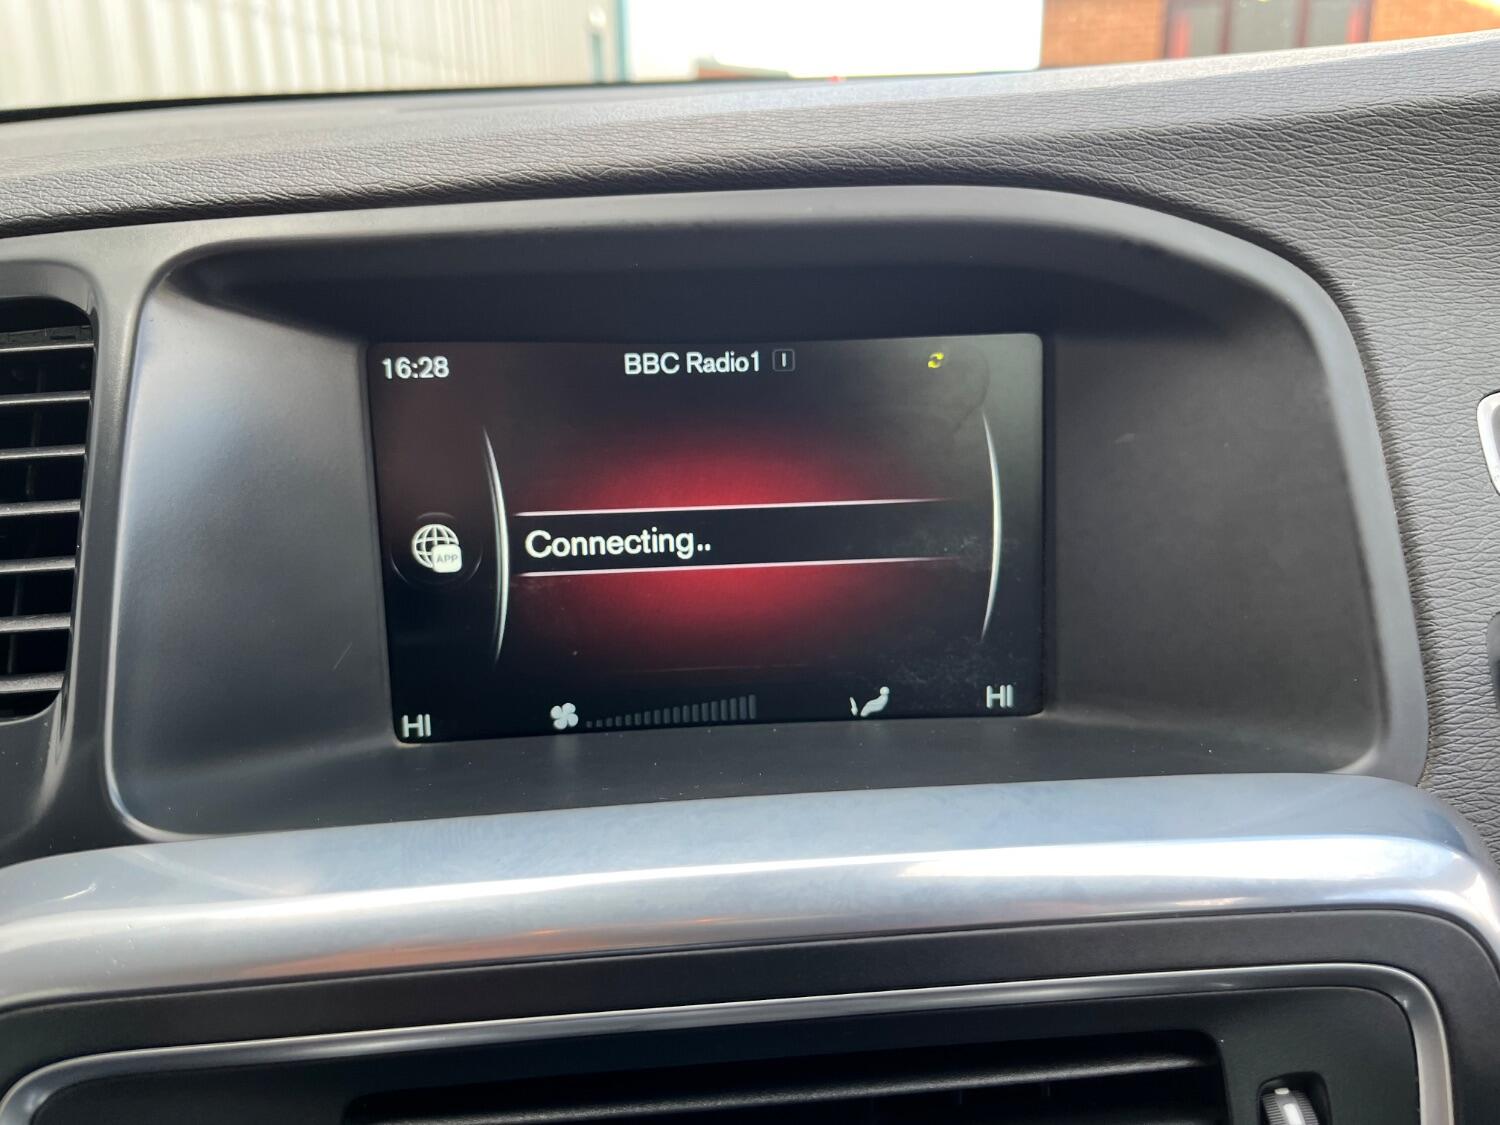 16:28
BBC Radio1 I
Connecting..
APP
HI
HI